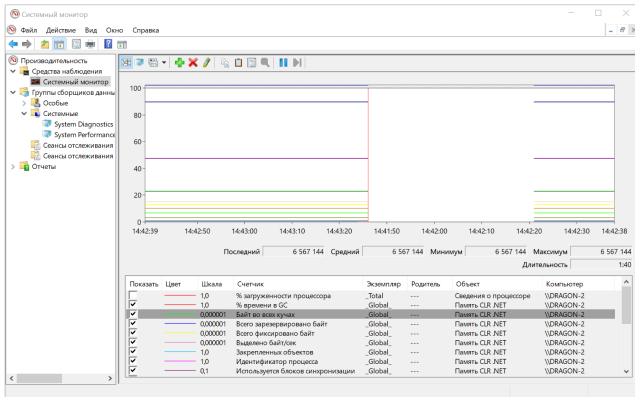 Системный монитор
Файл Действие Вид Окно Справка
Производительность
Средства наблюдения
Системный монитор
Группы сборщиков данны
Особые
Системные
System Diagnostics
System Performance
Сеансы отслеживания
Сеансы отслеживания
Отчеты
100
80
60
40
20
0
14:42:39 14:42:50 14:43:00 14:43:10 14:43:20 14:41:50 14:42:00 14:42:10 14:42:20 14:42:30 14:42:38
Последний 6 567 144 Средний 6 567 144 Минимум 6 567 144 Максимум 6 567 144
Длительность 1:40
Показать Цвет Шкала Счетчик Экземпляр Родитель Объект Компьютер
1,0 % загруженности процессора _Total --- Сведения о процессоре \\DRAGON-2
1,0 % времени в GC _Global_ --- Память CLR .NET \\DRAGON-2
0,000001 Байт во всех кучах _Global_ --- Память CLR .NET \\DRAGON-2
0,000001 Всего зарезервировано байт _Global_ --- Память CLR .NET \\DRAGON-2
0,000001 Всего фиксировано байт _Global_ --- Память CLR .NET \\DRAGON-2
0,000001 Выделено байт/сек _Global_ --- Память CLR .NET \\DRAGON-2
1,0 Закрепленных объектов _Global_ --- Память CLR .NET \\DRAGON-2
1,0 Идентификатор процесса _Global_ --- Память CLR .NET \\DRAGON-2
0,1 Используется блоков синхронизации _Global_ --- Память CLR .NET \\DRAGON-2